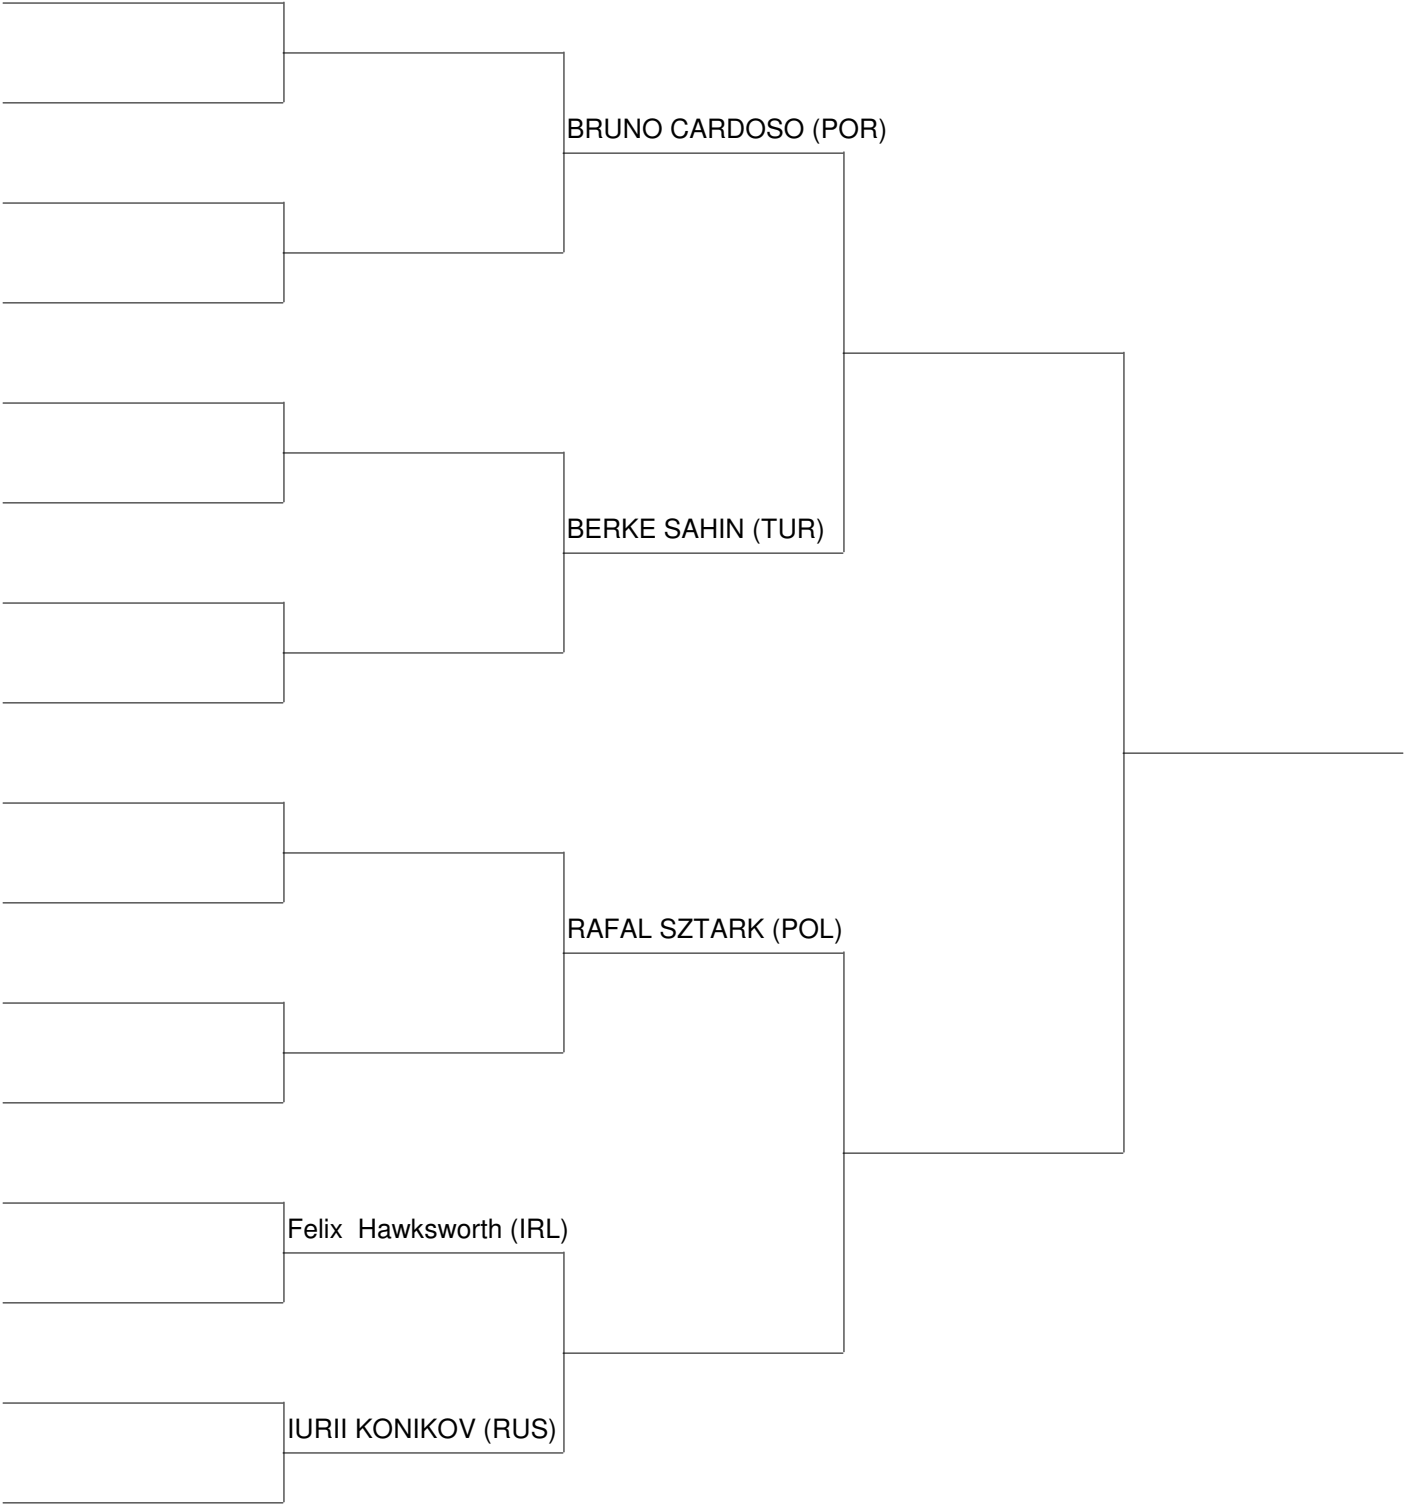 BRUNO CARDOSO (POR)
BERKE SAHIN (TUR)
RAFAL SZTARK (POL)
Felix  Hawksworth (IRL)
IURII KONIKOV (RUS)